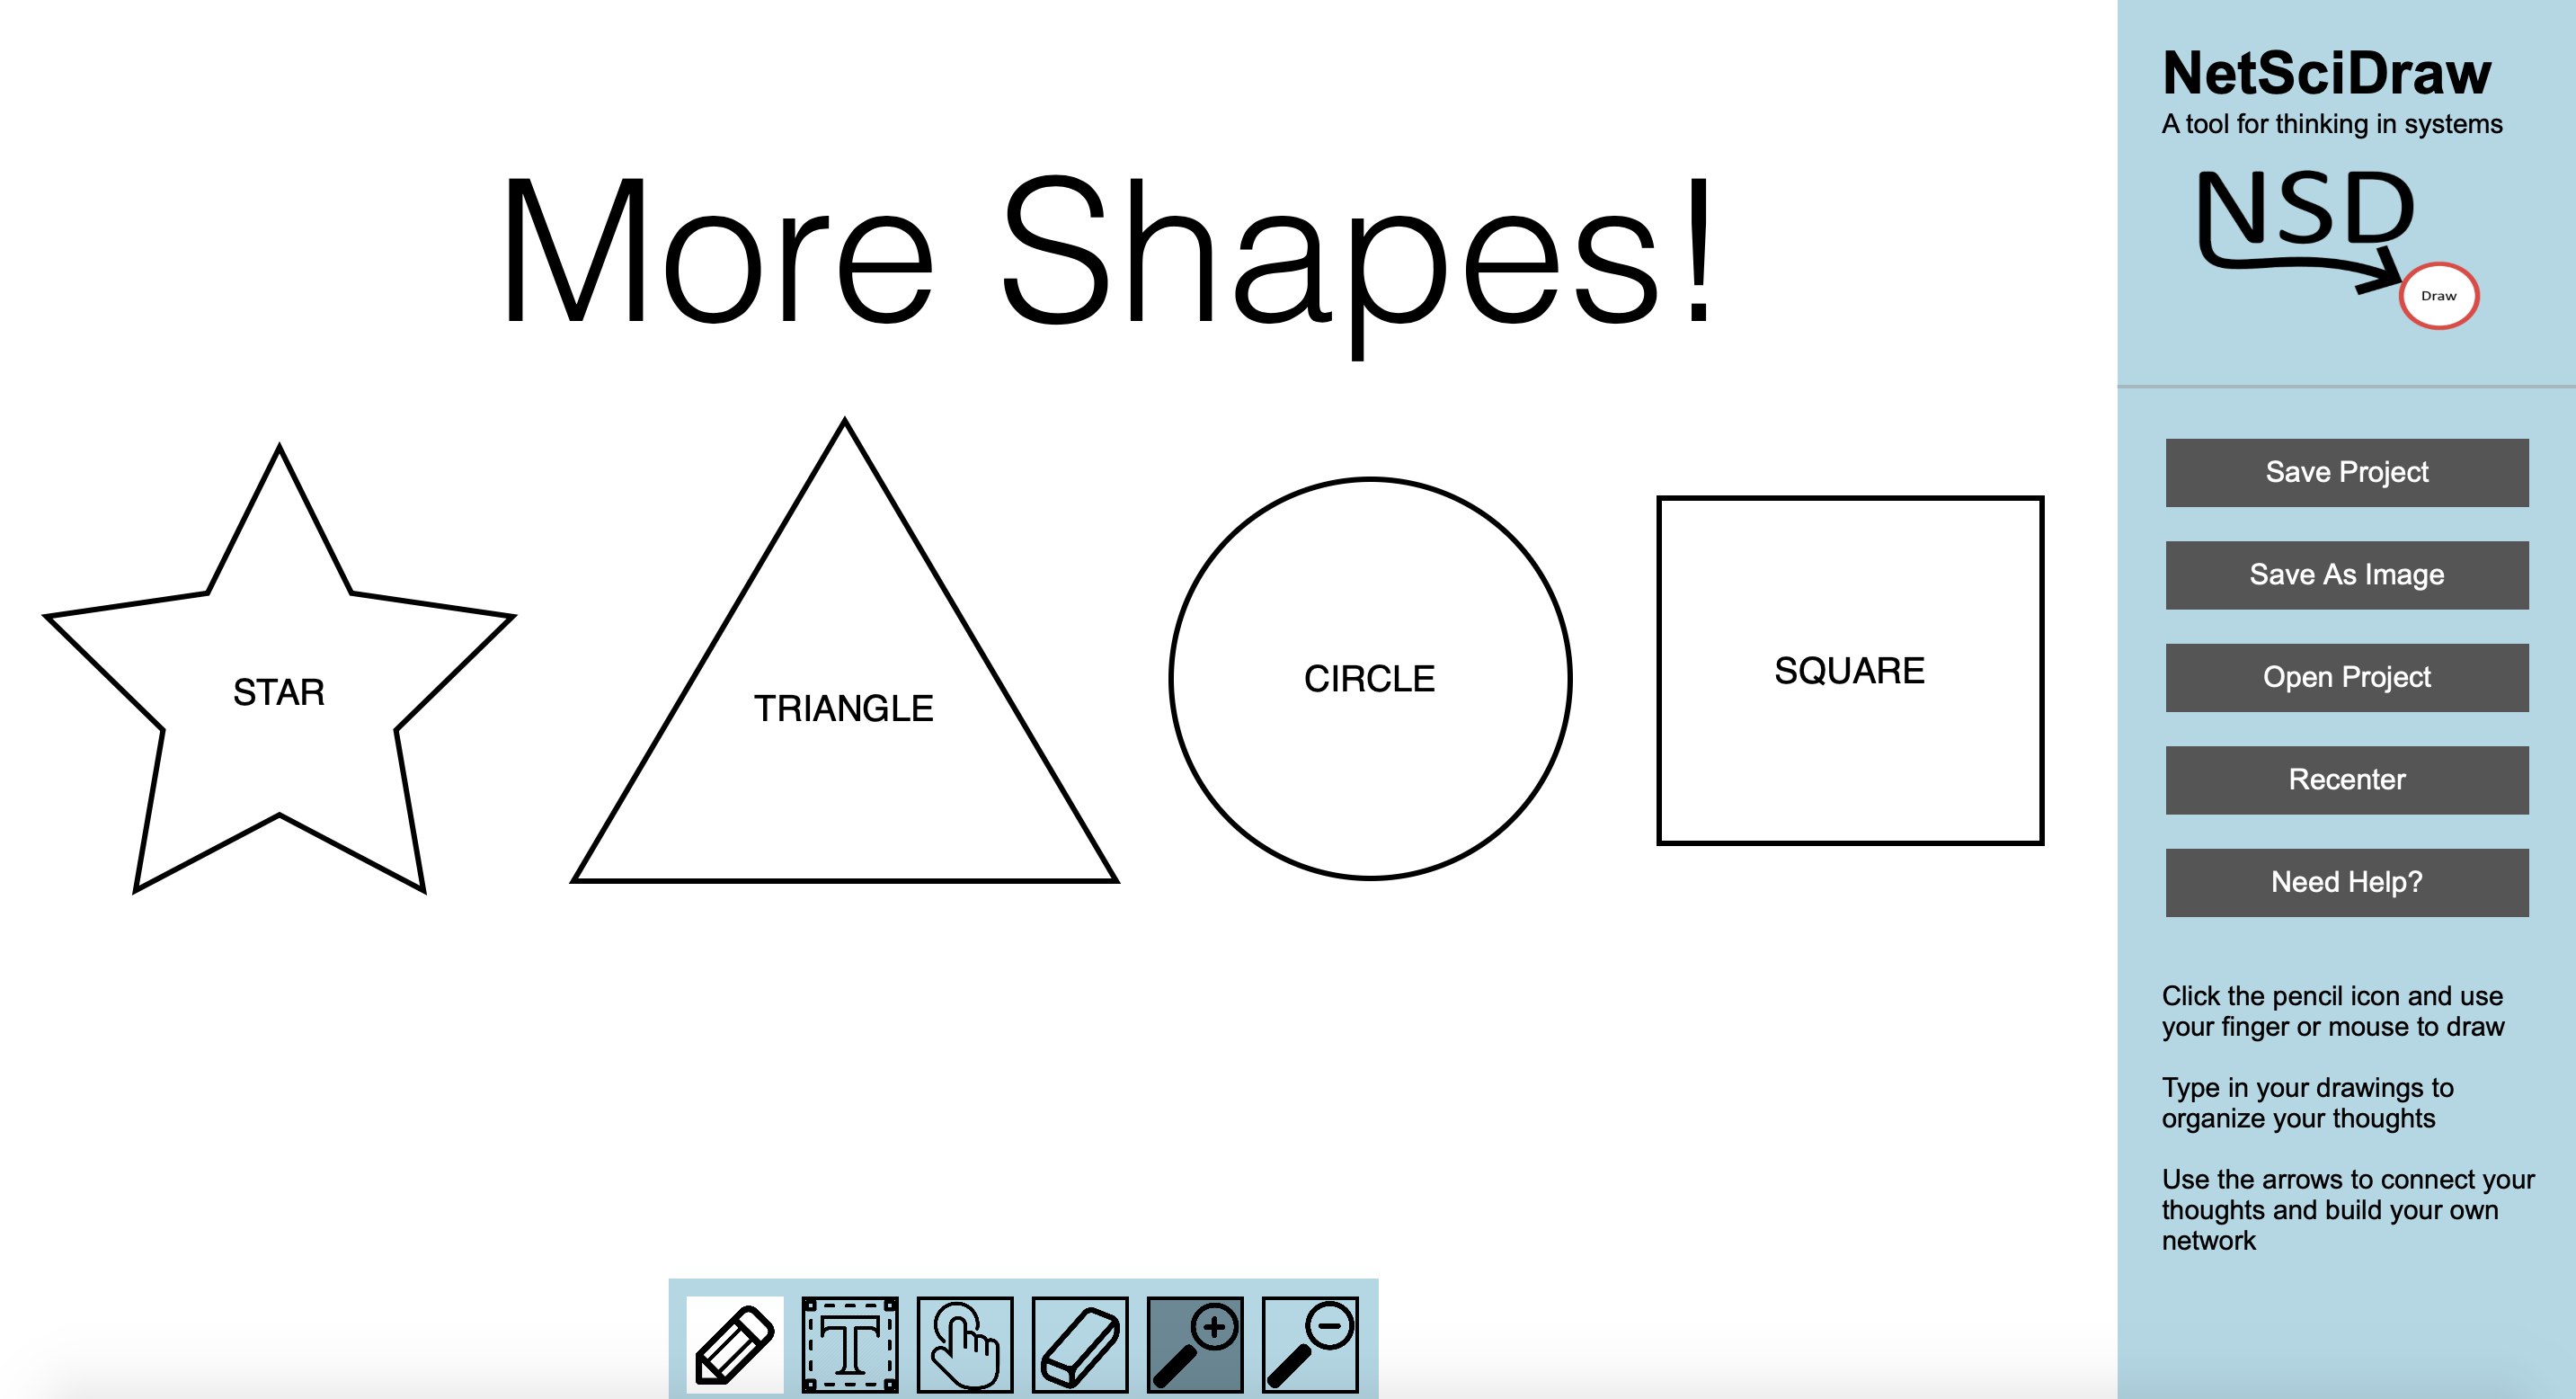 More Shapes!
STAR
TRIANGLE
CIRCLE
SQUARE
NetSciDraw
A tool for thinking in systems
NSD
Draw
Save Project
Save As Image
Open Project
Recenter
Need Help?
Click the pencil icon and use
your finger or mouse to draw
Type in your drawings to
organize your thoughts
Use the arrows to connect your
thoughts and build your own
network
T